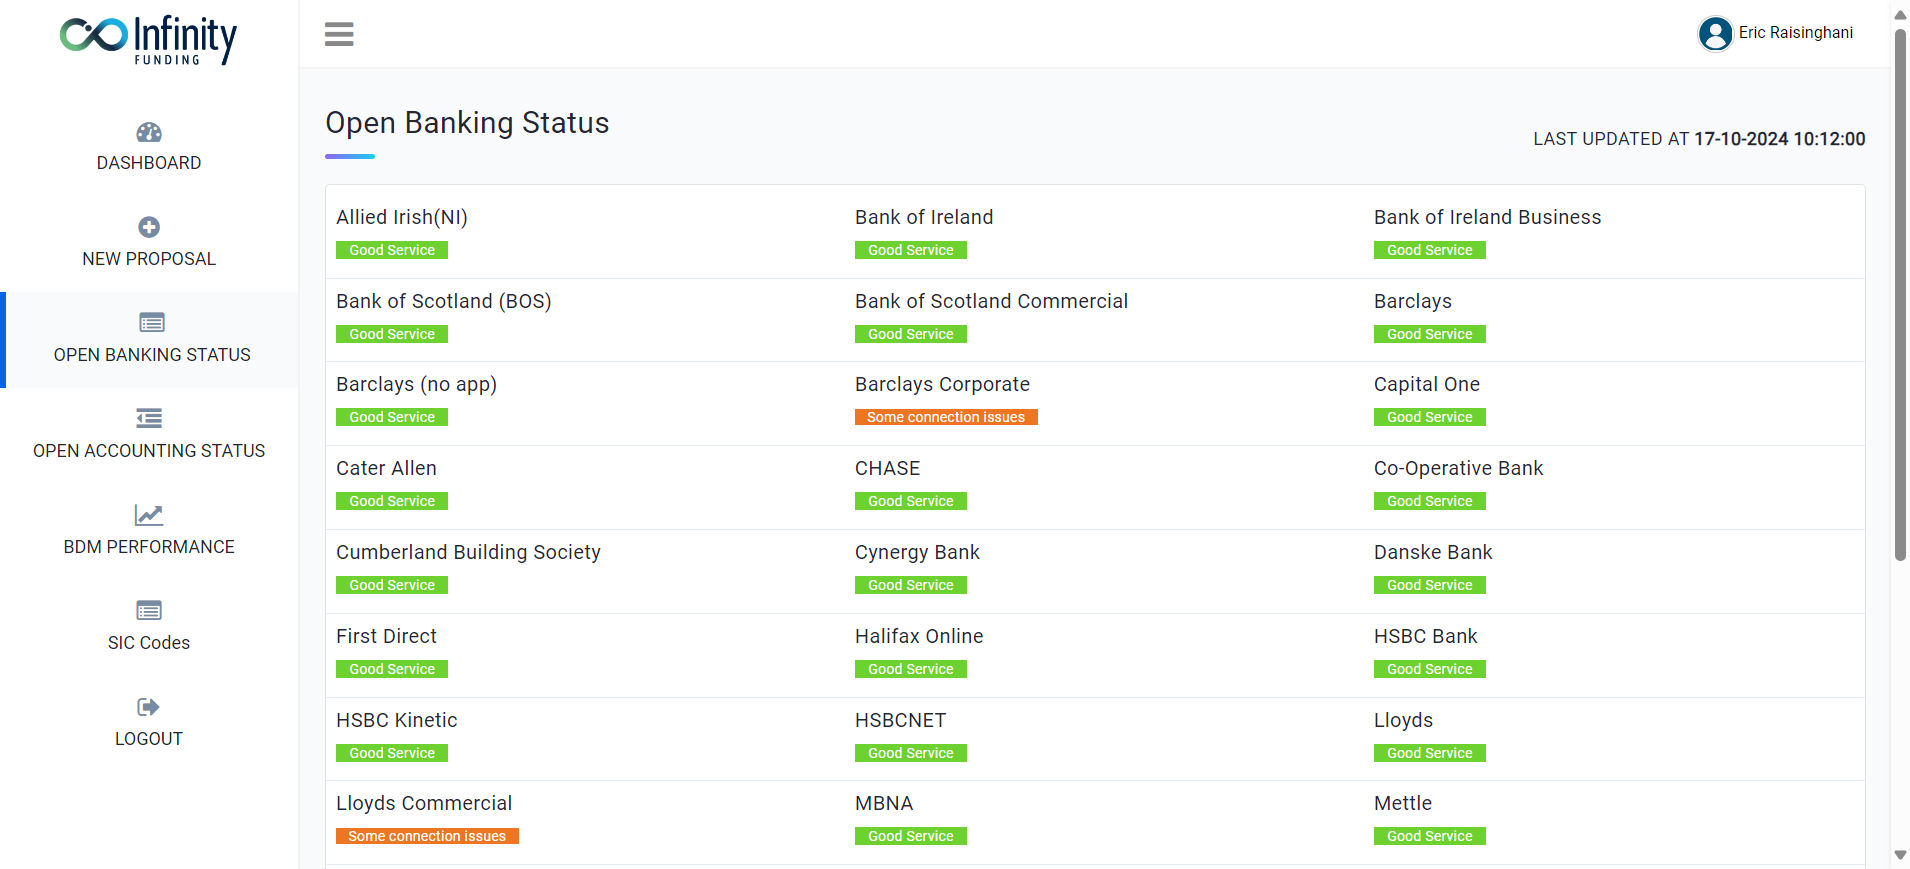 Infinity
FUNDING
Eric Raisinghani
DASHBOARD
NEW PROPOSAL
OPEN BANKING STATUS
OPEN ACCOUNTING STATUS
BDM PERFORMANCE
SIC Codes
LOGOUT
Open Banking Status
LAST UPDATED AT 17-10-2024 10:12:00
Allied Irish(NI) Bank of Ireland Bank of Ireland Business
Good Service Good Service Good Service
Bank of Scotland (BOS) Bank of Scotland Commercial Barclays
Good Service Good Service Good Service
Barclays (no app) Barclays Corporate Capital One
Good Service Some connection issues Good Service
Cater Allen CHASE Co-Operative Bank
Good Service Good Service Good Service
Cumberland Building Society Cynergy Bank Danske Bank
Good Service Good Service Good Service
First Direct Halifax Online HSBC Bank
Good Service Good Service Good Service
HSBC Kinetic HSBCNET Lloyds
Good Service Good Service Good Service
Lloyds Commercial MBNA Mettle
Some connection issues Good Service Good Service